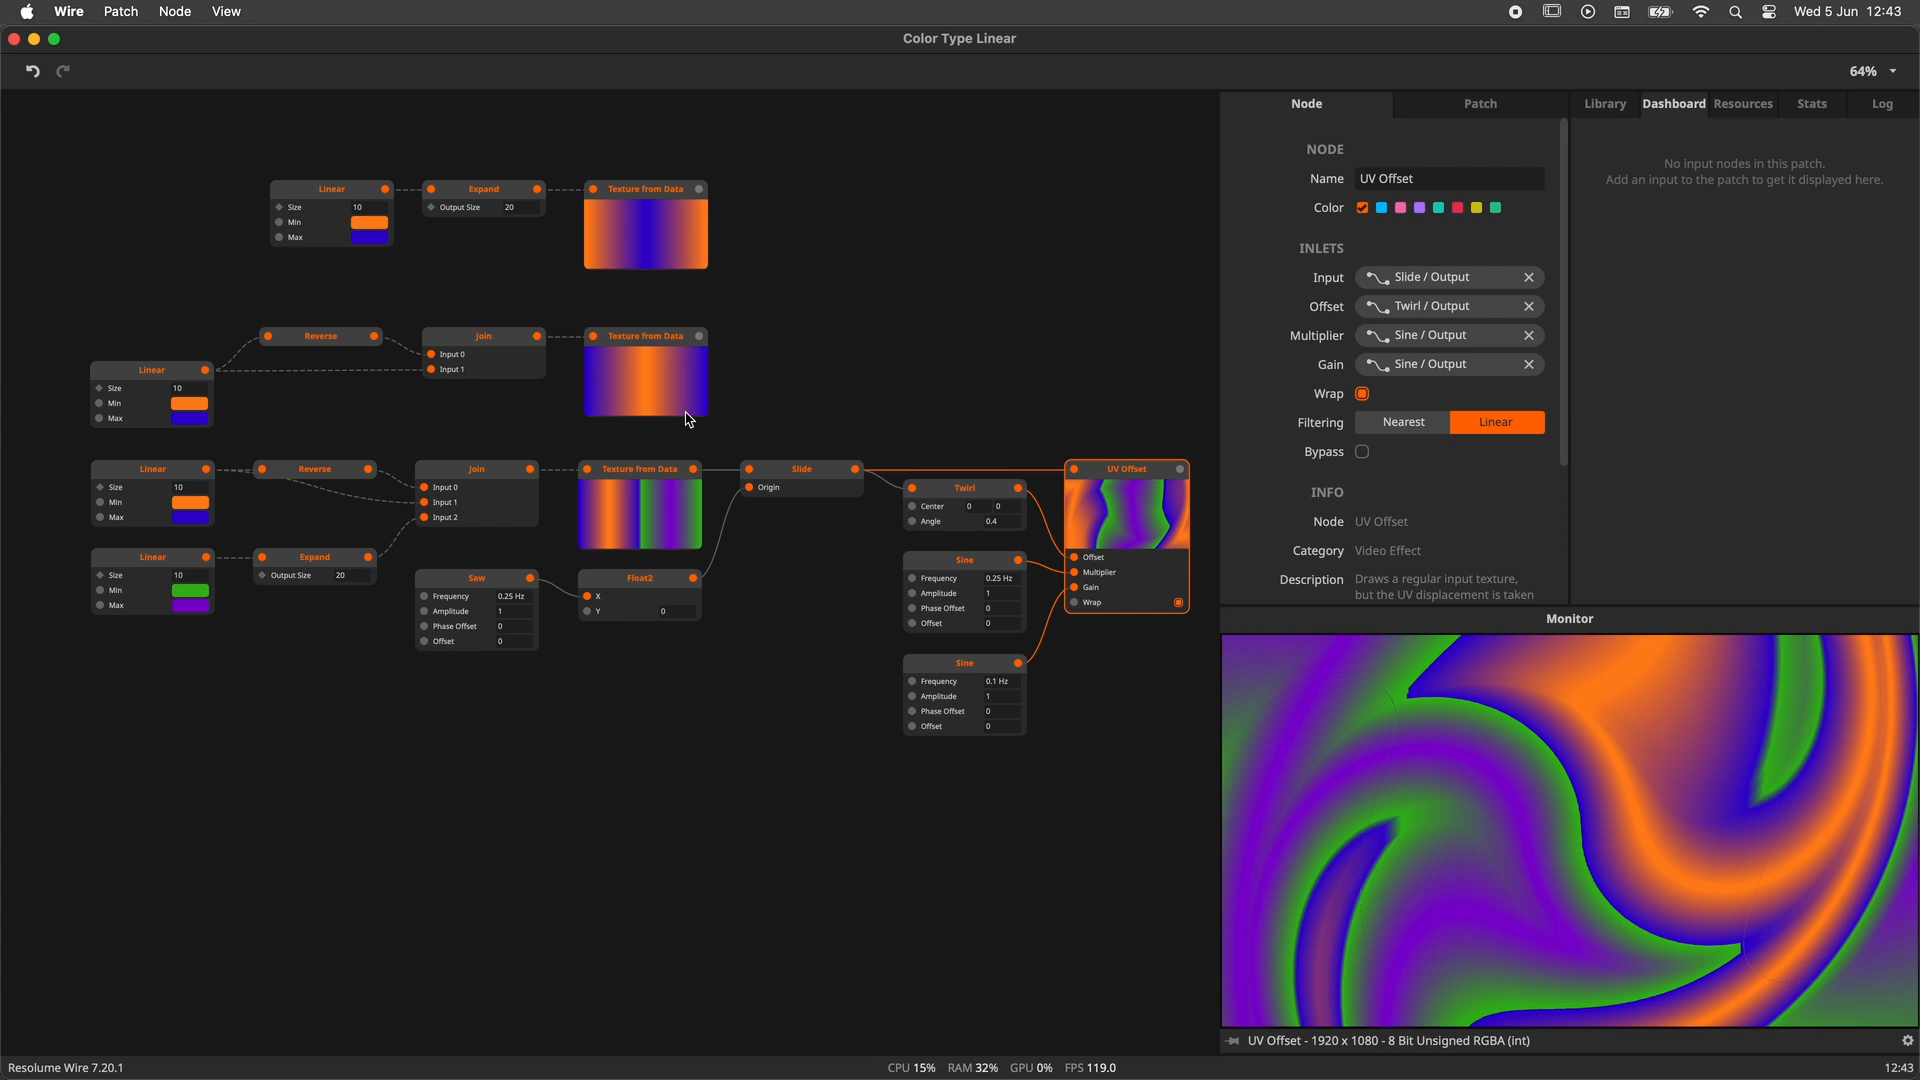 Wire Patch Node View
Wed 5 Jun 12:43
Color Type Linear
64%
Linear
Size 10
Min
Max
Expand
Output Size 20
Texture from Data
Reverse
Join
Input 0
Input 1
Texture from Data
Linear
Size 10
Min
Max
Linear
Size 10
Min
Max
Reverse
Join
Input 0
Input 1
Input 2
Texture from Data
Slide
Origin
Twirl
Center 0 0
Angle 0.4
UV Offset
Offset
Multiplier
Gain
Wrap
Linear
Size 10
Min
Max
Expand
Output Size 20
Saw
Frequency 0.25 Hz
Amplitude 1
Phase Offset 0
Offset 0
Float2
X
Y 0
Sine
Frequency 0.25 Hz
Amplitude 1
Phase Offset 0
Offset 0
Sine
Frequency 0.1 Hz
Amplitude 1
Phase Offset 0
Offset 0
Node Patch
NODE
Name UV Offset
Color
INLETS
Input Slide / Output
Offset Twirl / Output
Multiplier Sine / Output
Gain Sine / Output
Wrap
Filtering Nearest Linear
Bypass
INFO
Node UV Offset
Category Video Effect
Description Draws a regular input texture,
but the UV displacement is taken
Library Dashboard Resources Stats Log
No input nodes in this patch.
Add an input to the patch to get it displayed here.
Monitor
UV Offset - 1920 x 1080 - 8 Bit Unsigned RGBA (int)
Resolume Wire 7.20.1
CPU 15% RAM 32% GPU 0% FPS 119.0
12:43